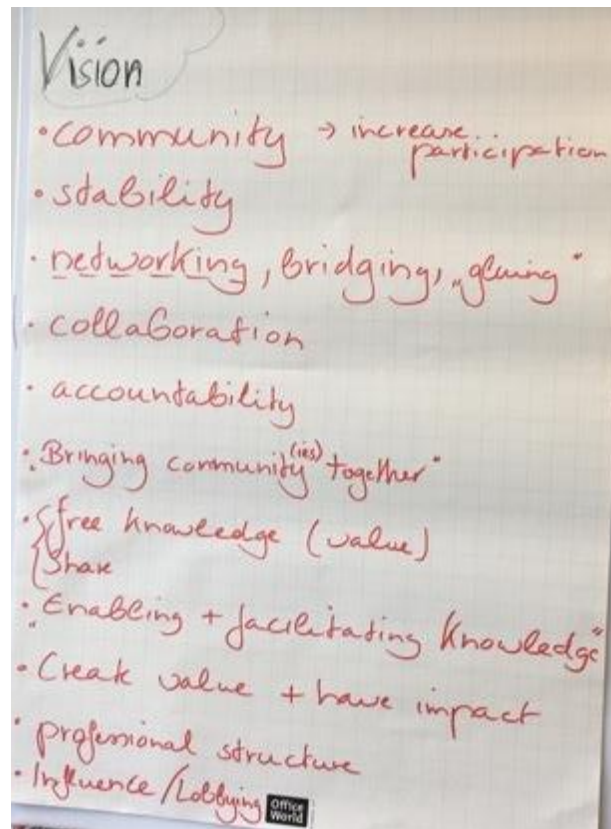 Vision
• community → increase
participation
• stability
• networking, bridging, „gluing"
• collaboration
• accountability
• „Bringing community(ies) together"
• { free knowledge (value)
{ Share
• „Enabling + facilitating knowledge"
• Create value + have impact
• professional structure
• Influence/Lobbying
Office
World